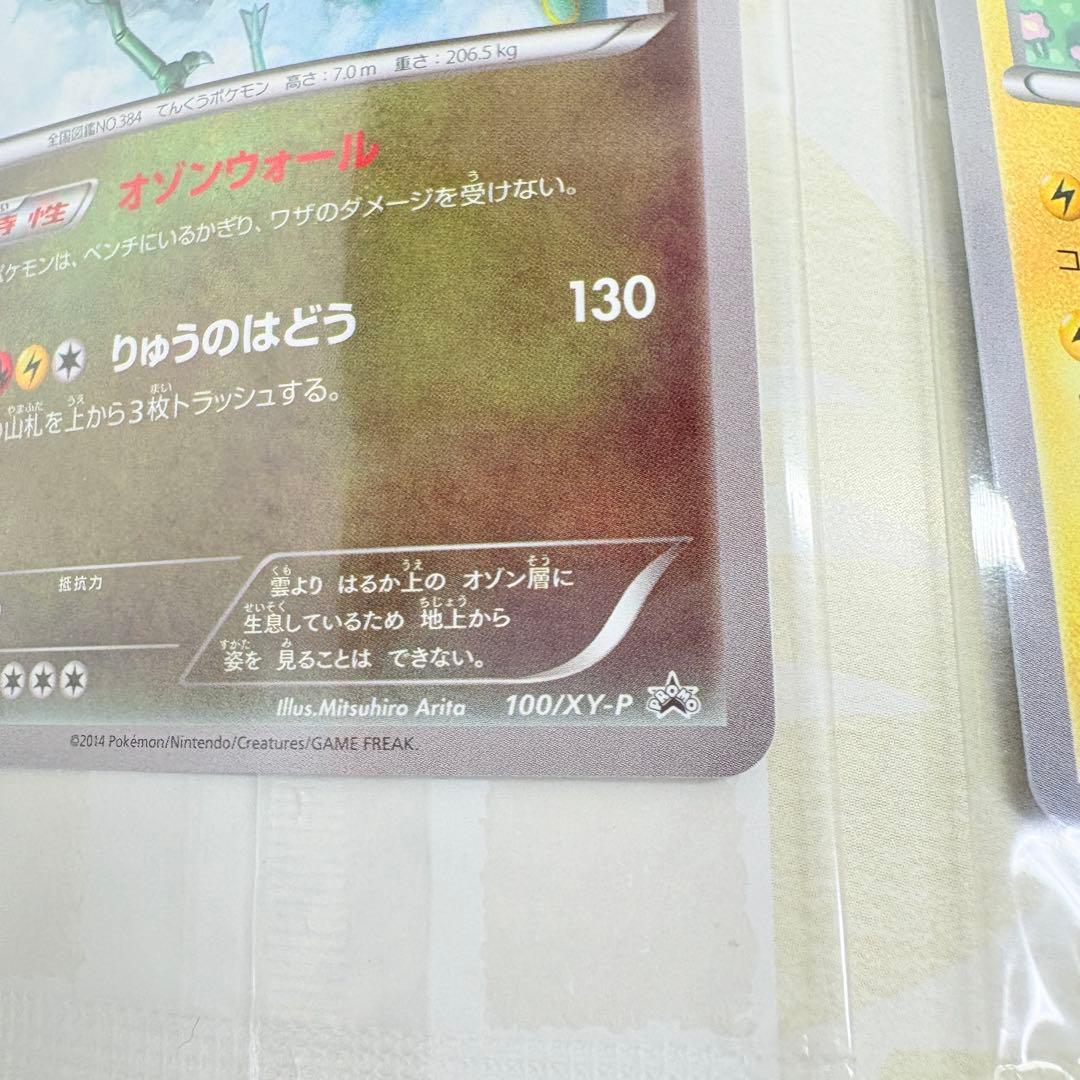 全国図鑑NO.384 てんくうポケモン 高さ：7.0m 重さ：206.5kg
特性 オゾンウォール
ポケモンは、ベンチにいるかぎり、ワザのダメージを受けない。
りゅうのはどう 130
山札を上から3枚トラッシュする。
抵抗力
雲より はるか上の オゾン層に
生息しているため 地上から
姿を 見ることは できない。
Illus.Mitsuhiro Arita 100/XY-P PROMO
©2014 Pokémon/Nintendo/Creatures/GAME FREAK.
コ